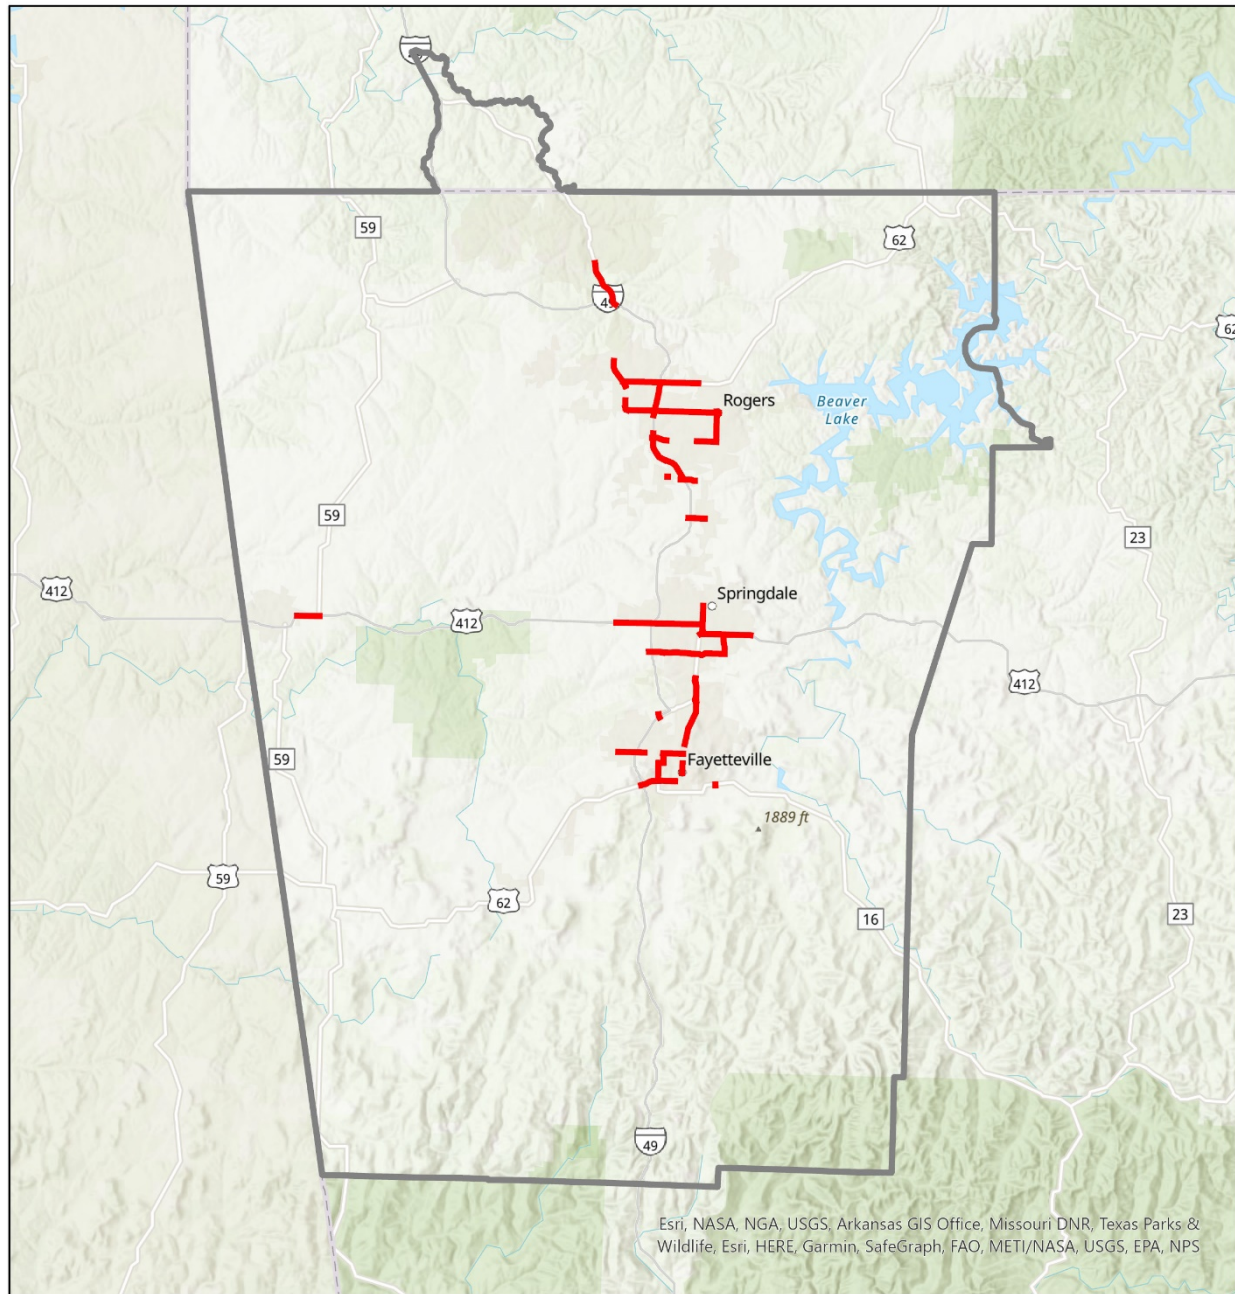 59
62
49
62
Rogers
Beaver
Lake
59
23
412
Springdale
412
412
59
Fayetteville
1889 ft
59
62
16
23
49
Esri, NASA, NGA, USGS, Arkansas GIS Office, Missouri DNR, Texas Parks &
Wildlife, Esri, HERE, Garmin, SafeGraph, FAO, METI/NASA, USGS, EPA, NPS